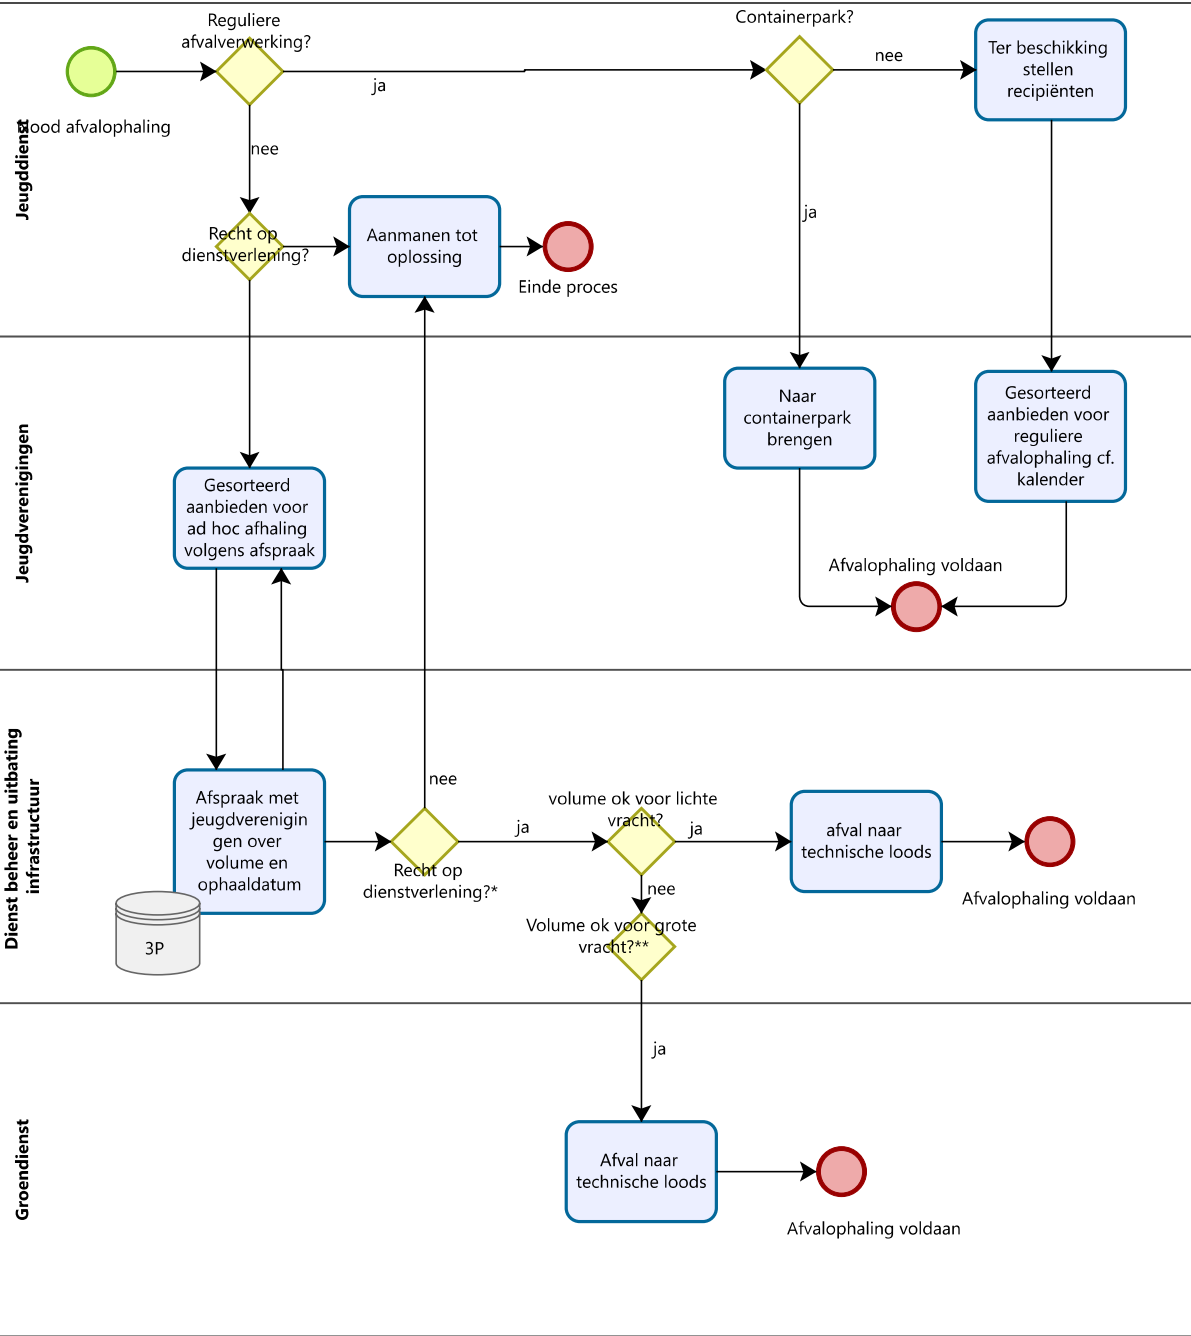 Jeugddienst
Reguliere
afvalverwerking?
Nood afvalophaling
ja
nee
Containerpark?
nee
ja
Ter beschikking
stellen
recipiënten
Recht op
dienstverlening?
Aanmanen tot
oplossing
Einde proces
Jeugdverenigingen
Gesorteerd
aanbieden voor
ad hoc afhaling
volgens afspraak
Naar
containerpark
brengen
Gesorteerd
aanbieden voor
reguliere
afvalophaling cf.
kalender
Afvalophaling voldaan
Dienst beheer en uitbating
infrastructuur
Afspraak met
jeugdverenigin
gen over
volume en
ophaaldatum
3P
nee
Recht op
dienstverlening?*
ja
volume ok voor lichte
vracht?
ja
nee
Volume ok voor grote
vracht?**
afval naar
technische loods
Afvalophaling voldaan
Groendienst
ja
Afval naar
technische loods
Afvalophaling voldaan